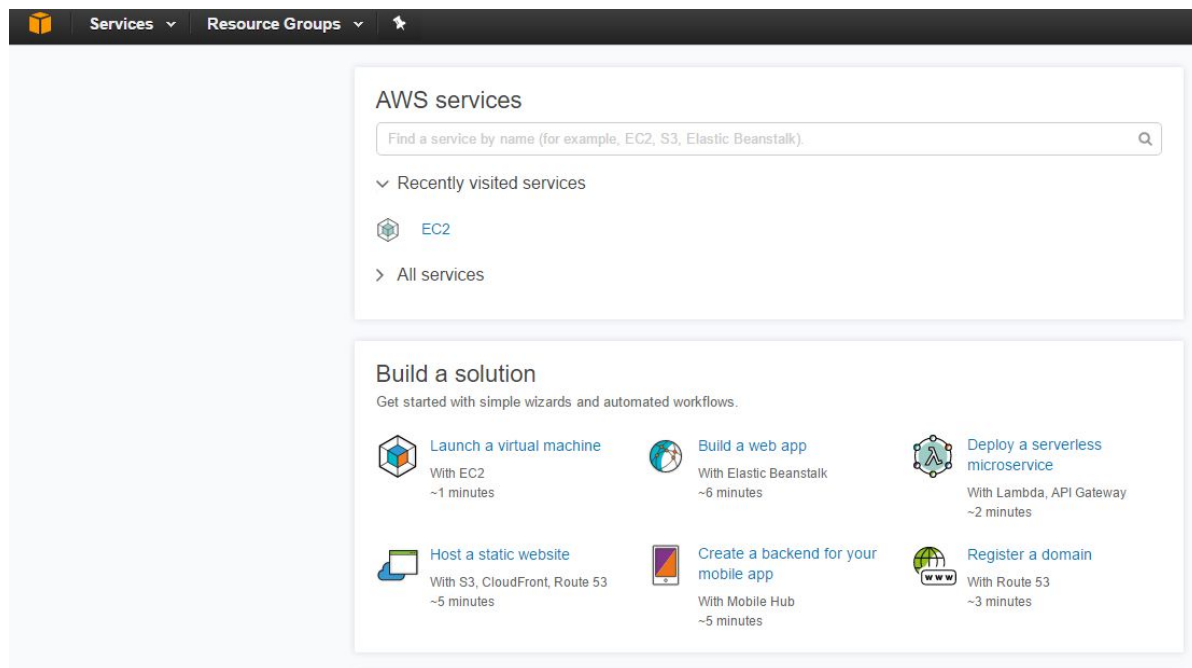 Services Resource Groups
AWS services
Find a service by name (for example, EC2, S3, Elastic Beanstalk).
Recently visited services
EC2
All services
Build a solution
Get started with simple wizards and automated workflows.
Launch a virtual machine
With EC2
~1 minutes
Build a web app
With Elastic Beanstalk
~6 minutes
Deploy a serverless
microservice
With Lambda, API Gateway
~2 minutes
Host a static website
With S3, CloudFront, Route 53
~5 minutes
Create a backend for your
mobile app
With Mobile Hub
~5 minutes
Register a domain
With Route 53
~3 minutes
www